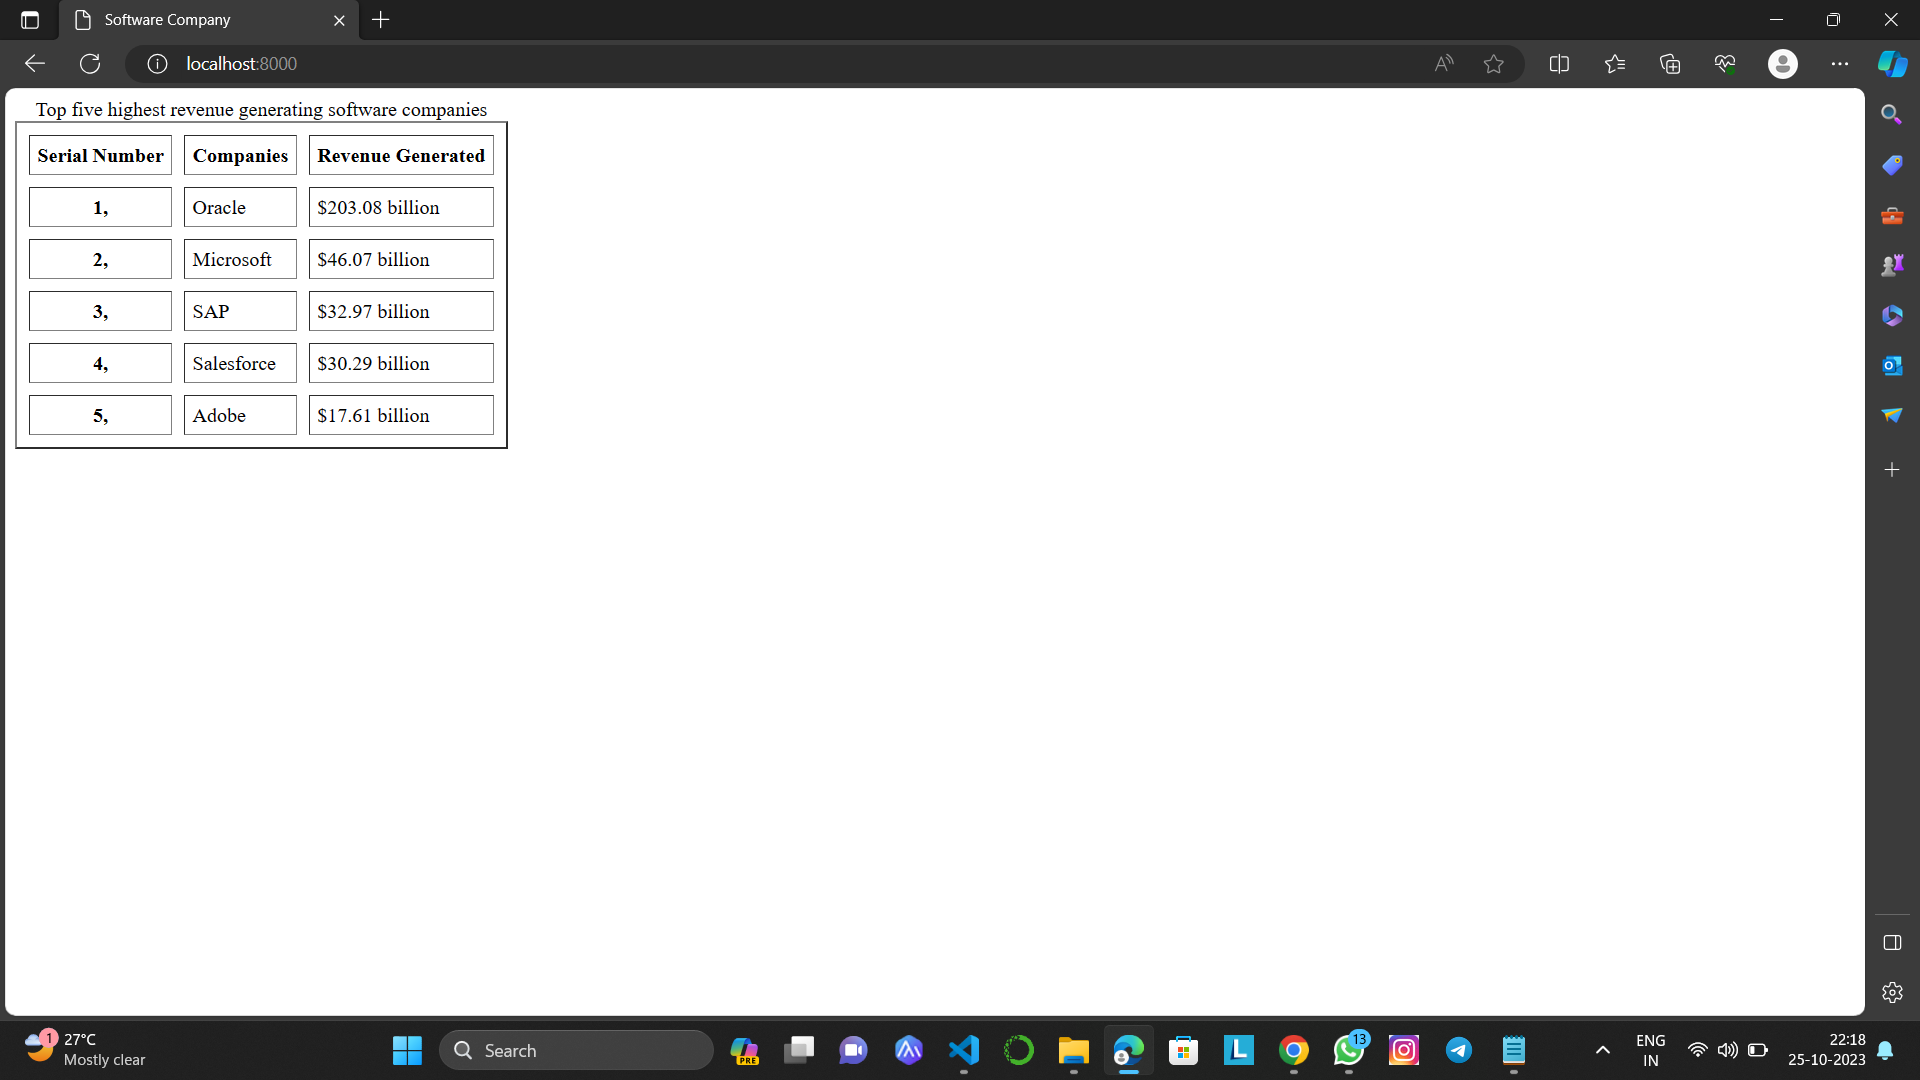 Software Company
localhost:8000
Top five highest revenue generating software companies
Serial Number Companies Revenue Generated
1, Oracle $203.08 billion
2, Microsoft $46.07 billion
3, SAP $32.97 billion
4, Salesforce $30.29 billion
5, Adobe $17.61 billion
1 27°C
Mostly clear
Search
PRE
L
13
ENG
IN
22:18
25-10-2023